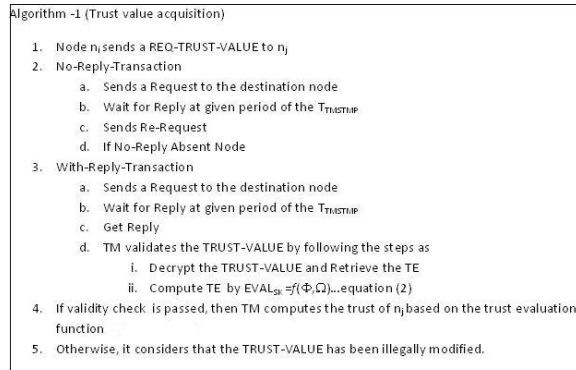 Algorithm -1 (Trust value acquisition)
1. Node nᵢ sends a REQ-TRUST-VALUE to nⱼ
2. No-Reply-Transaction
a. Sends a Request to the destination node
b. Wait for Reply at given period of the T_TMSTMP
c. Sends Re-Request
d. If No-Reply Absent Node
3. With-Reply-Transaction
a. Sends a Request to the destination node
b. Wait for Reply at given period of the T_TMSTMP
c. Get Reply
d. TM validates the TRUST-VALUE by following the steps as
i. Decrypt the TRUST-VALUE and Retrieve the TE
ii. Compute TE by EVAL_SK =f(Φ,Ω)...equation (2)
4. If validity check is passed, then TM computes the trust of nⱼ based on the trust evaluation
function
5. Otherwise, it considers that the TRUST-VALUE has been illegally modified.